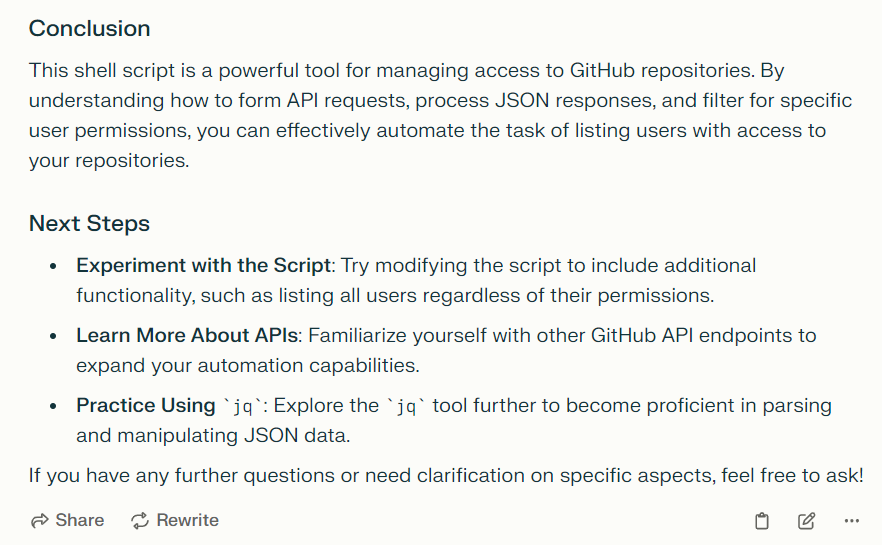 Conclusion
This shell script is a powerful tool for managing access to GitHub repositories. By
understanding how to form API requests, process JSON responses, and filter for specific
user permissions, you can effectively automate the task of listing users with access to
your repositories.
Next Steps
• Experiment with the Script: Try modifying the script to include additional
functionality, such as listing all users regardless of their permissions.
• Learn More About APIs: Familiarize yourself with other GitHub API endpoints to
expand your automation capabilities.
• Practice Using `jq`: Explore the `jq` tool further to become proficient in parsing
and manipulating JSON data.
If you have any further questions or need clarification on specific aspects, feel free to ask!
Share Rewrite